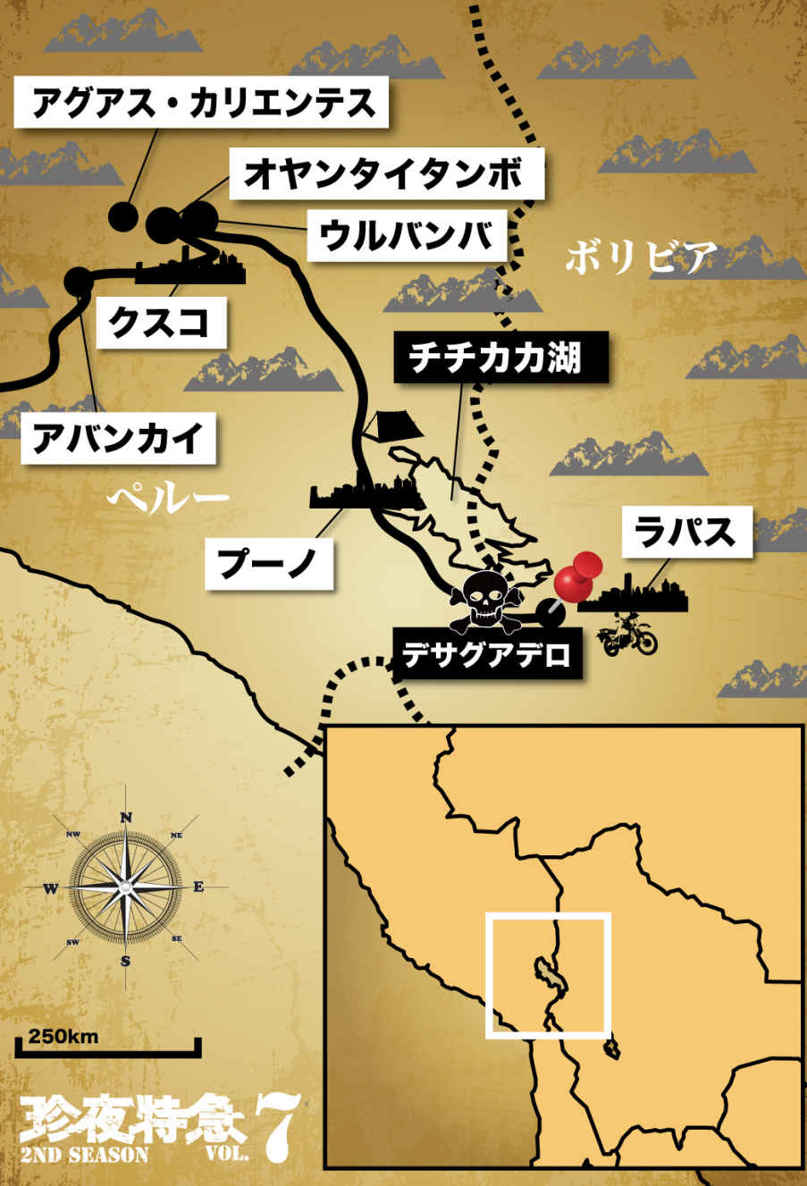 アグアス・カリエンテス
オヤンタイタンボ
ウルバンバ
ボリビア
クスコ
チチカカ湖
アバンカイ
ペルー
ラパス
プーノ
デサグアデロ
N
NW
NE
W
E
SW
SE
S
250km
珍夜特急7
2ND SEASON VOL.